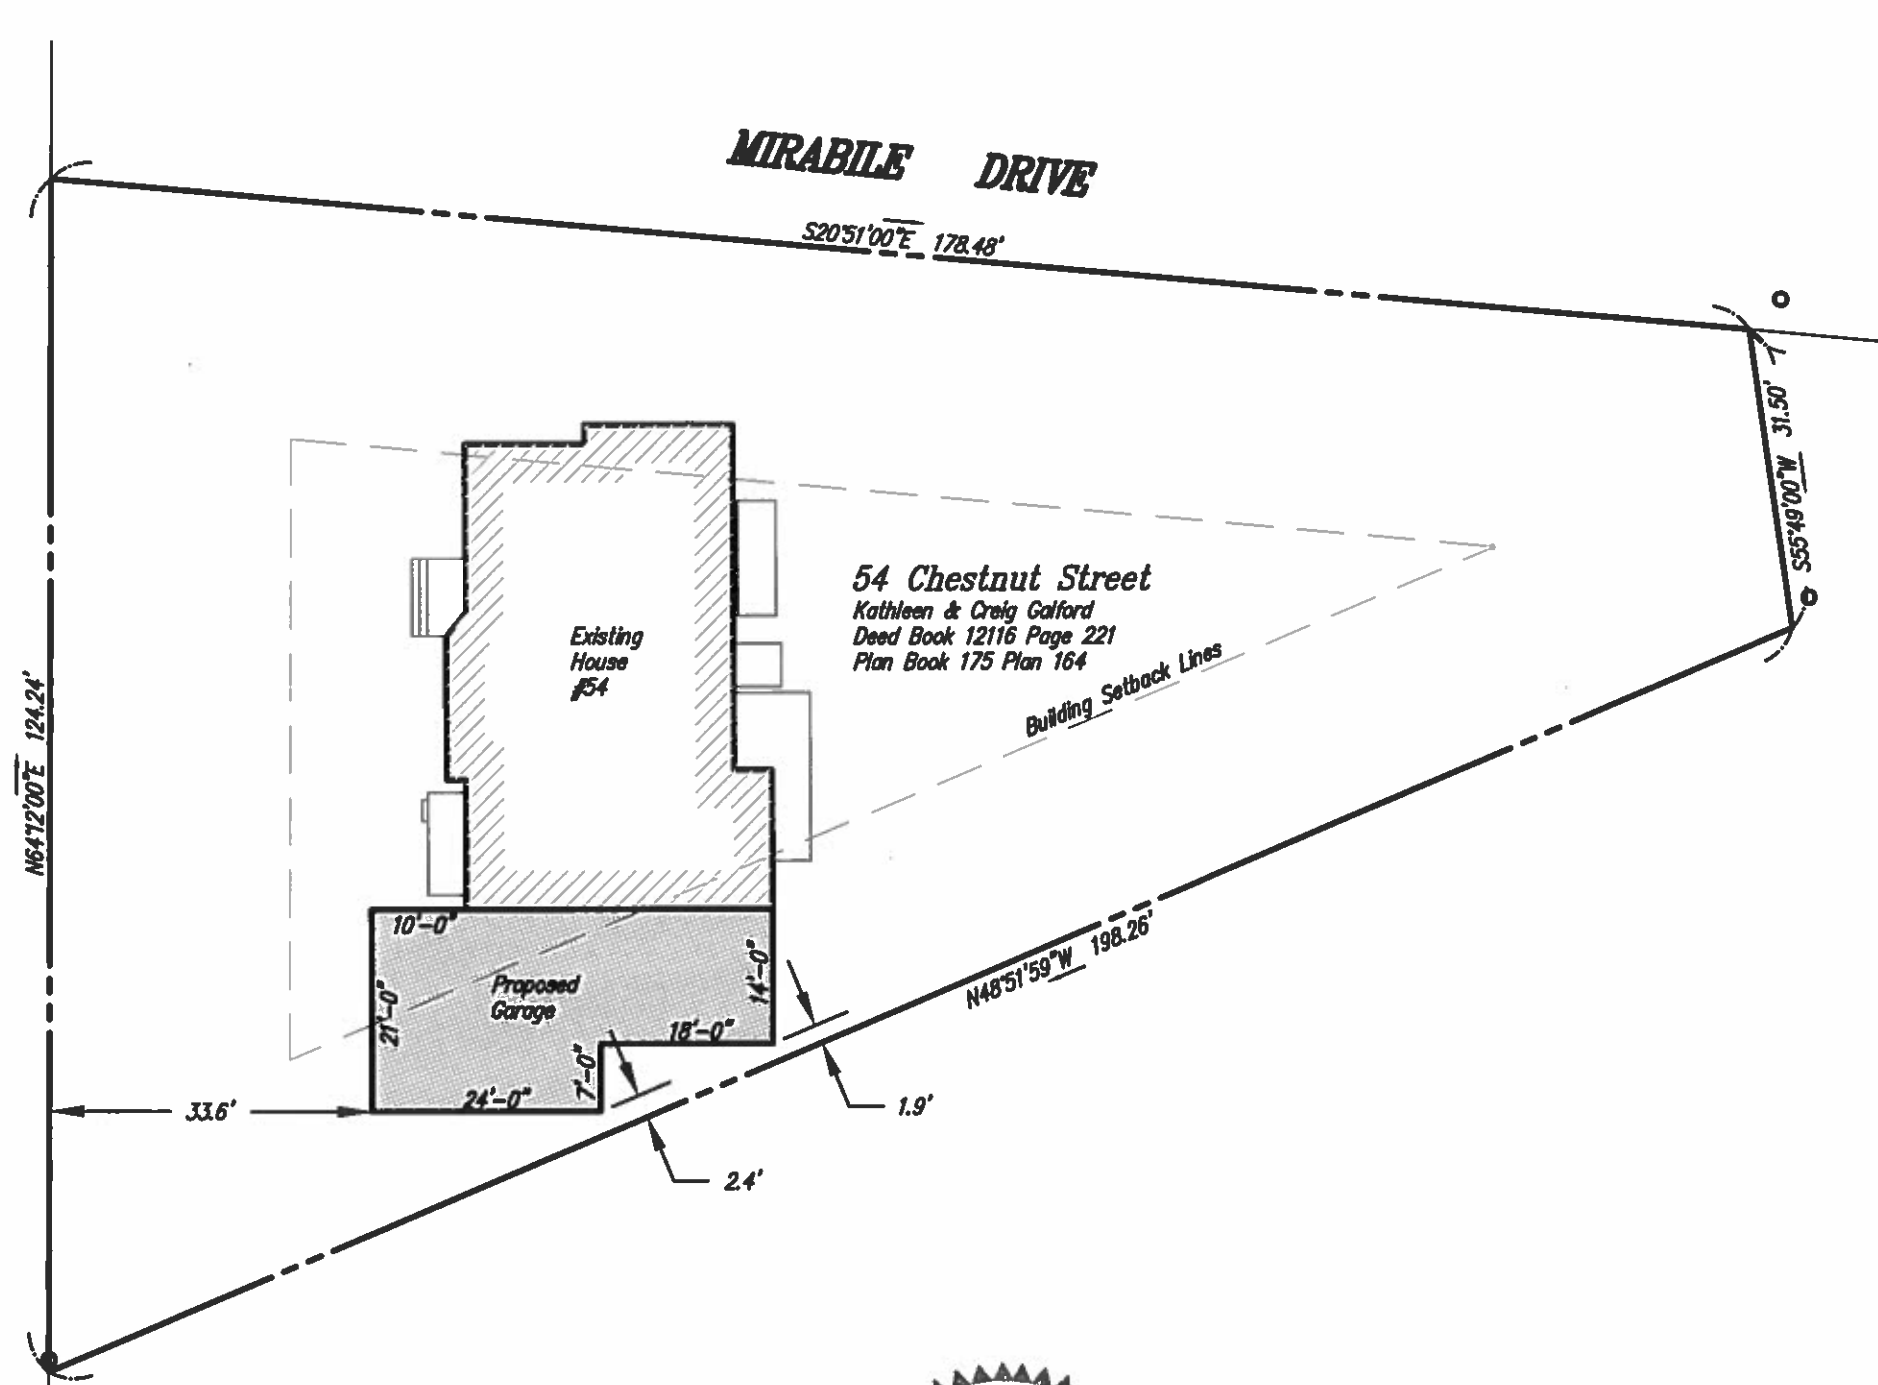 MIRABILE DRIVE
S20°51'00"E 178.48'
S55°49'00"W 31.50'
54 Chestnut Street
Kathleen & Creig Galford
Deed Book 12116 Page 221
Plan Book 175 Plan 164
Existing
House
#54
Building Setback Lines
N64°12'00"E 124.24'
10'-0"
14'-0"
N48°51'59"W 198.26'
Proposed
Garage
21'-0"
18'-0"
7'-0"
24'-0"
33.6'
1.9'
2.4'